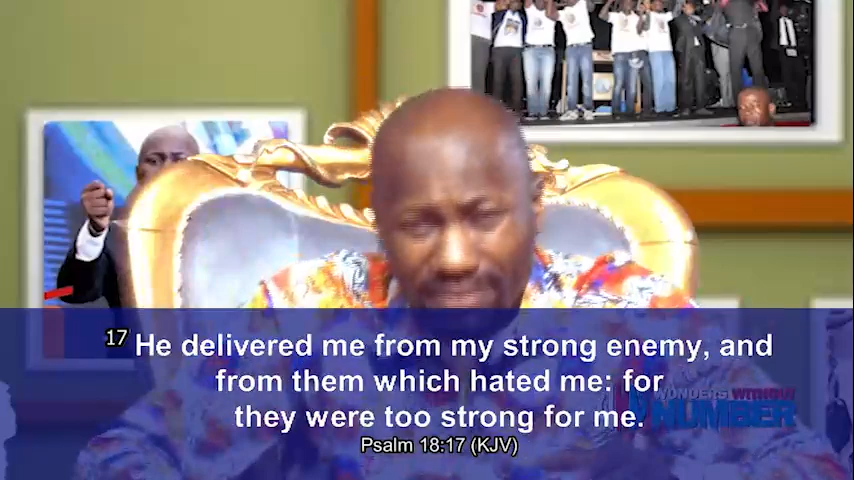 17 He delivered me from my strong enemy, and
from them which hated me: for
they were too strong for me.
Psalm 18:17 (KJV)
WONDERS WITHOUT
NUMBER